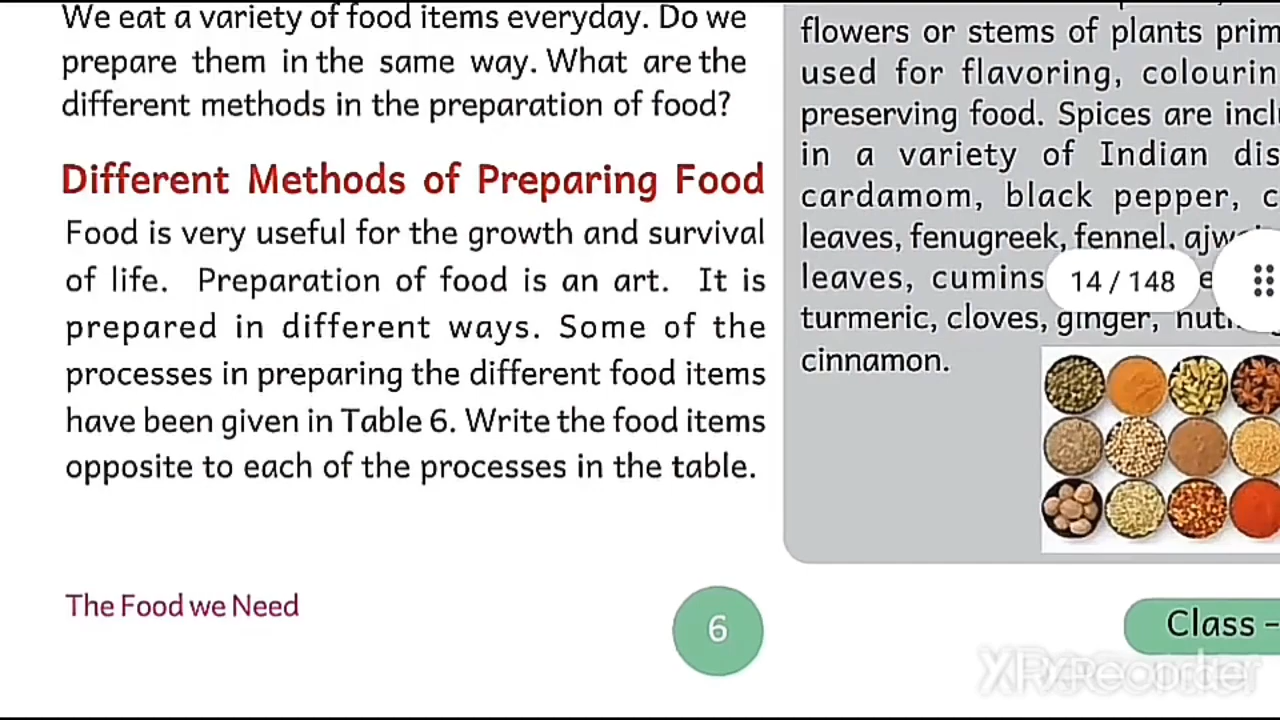 We eat a variety of food items everyday. Do we
prepare them in the same way. What are the
different methods in the preparation of food?
Different Methods of Preparing Food
Food is very useful for the growth and survival
of life. Preparation of food is an art. It is
prepared in different ways. Some of the
processes in preparing the different food items
have been given in Table 6. Write the food items
opposite to each of the processes in the table.
flowers or stems of plants prim
used for flavoring, colourin
preserving food. Spices are incl
in a variety of Indian dis
cardamom, black pepper, c
leaves, fenugreek, fennel, ajw
leaves, cumins
turmeric, cloves, ginger, nut
cinnamon.
14 / 148
The Food we Need
6
Class -